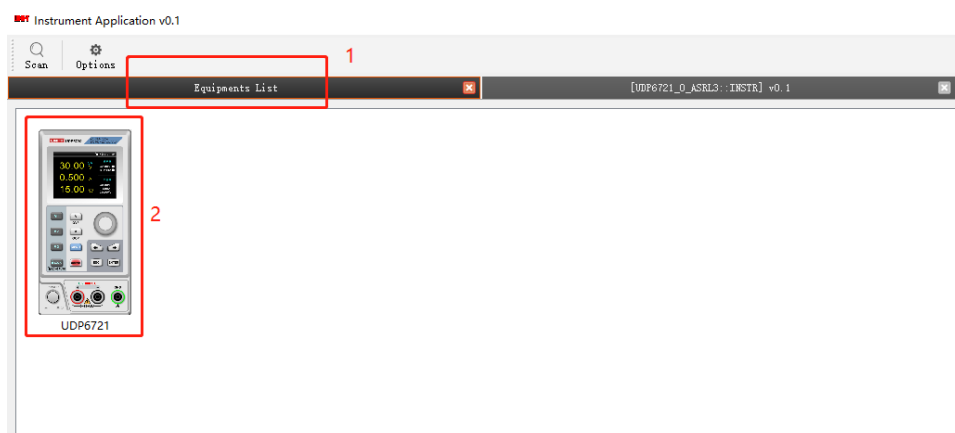 Instrument Application v0.1
Scan
Options
1
Equipments List
[UDP6721_0_ASRL3::INSTR] v0.1
30.00
0.500
15.00
2
UDP6721